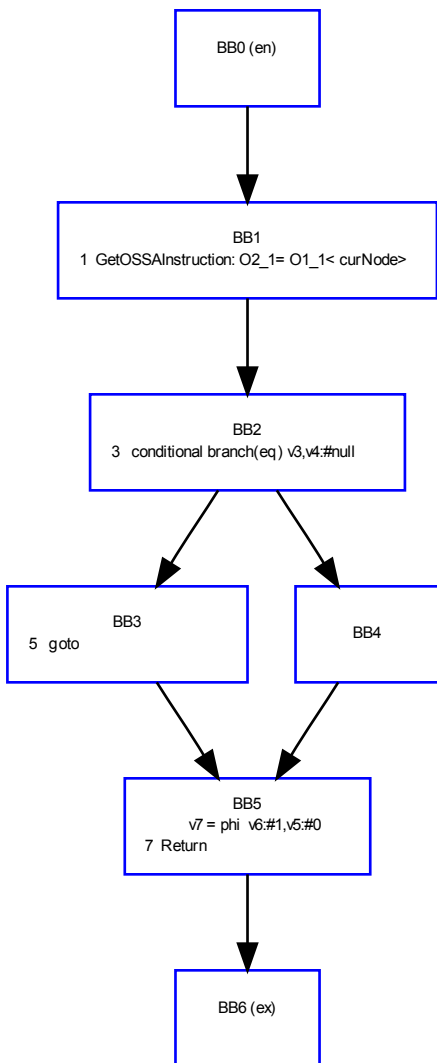 BB0 (en)
BB1
1 GetOSSAInstruction: O2_1= O1_1< curNode>
BB2
3 conditional branch(eq) v3,v4:#null
BB3
5 goto
BB4
BB5
v7 = phi v6:#1,v5:#0
7 Return
BB6 (ex)